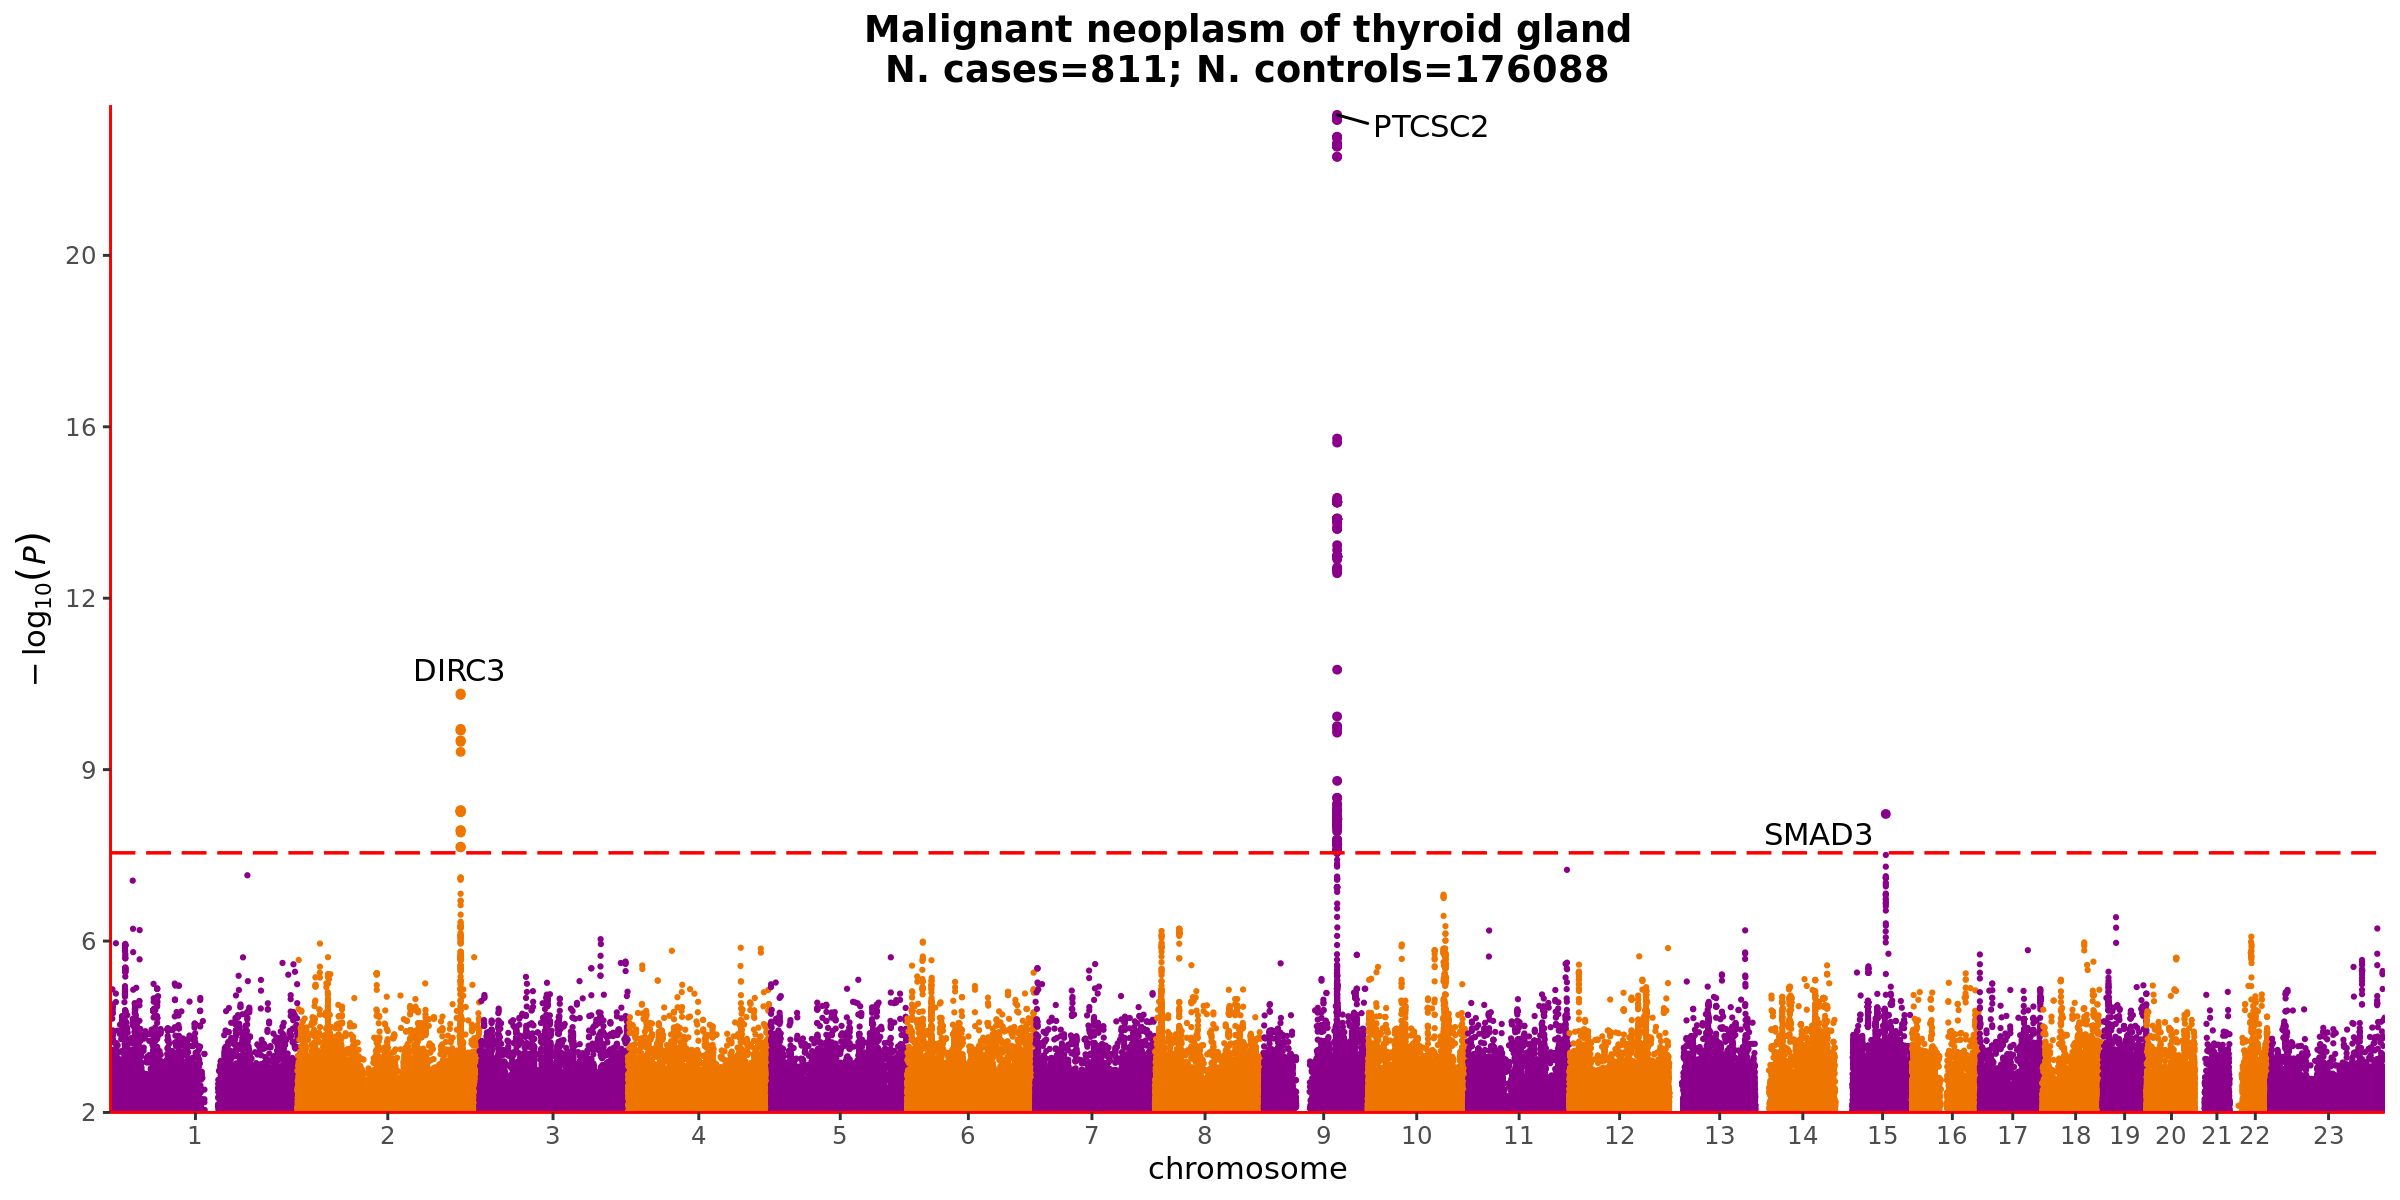 Malignant neoplasm of thyroid gland
N. cases=811; N. controls=176088
PTCSC2
DIRC3
SMAD3
− log10(P)
20
16
12
9
6
2
1 2 3 4 5 6 7 8 9 10 11 12 13 14 15 16 17 18 19 20 21 22 23
chromosome